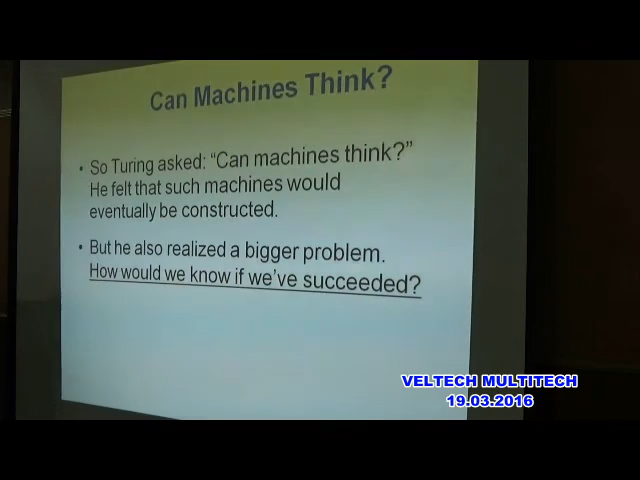 Can Machines Think?
• So Turing asked: “Can machines think?”
He felt that such machines would
eventually be constructed.
• But he also realized a bigger problem.
How would we know if we’ve succeeded?
VELTECH MULTITECH
19.03.2016